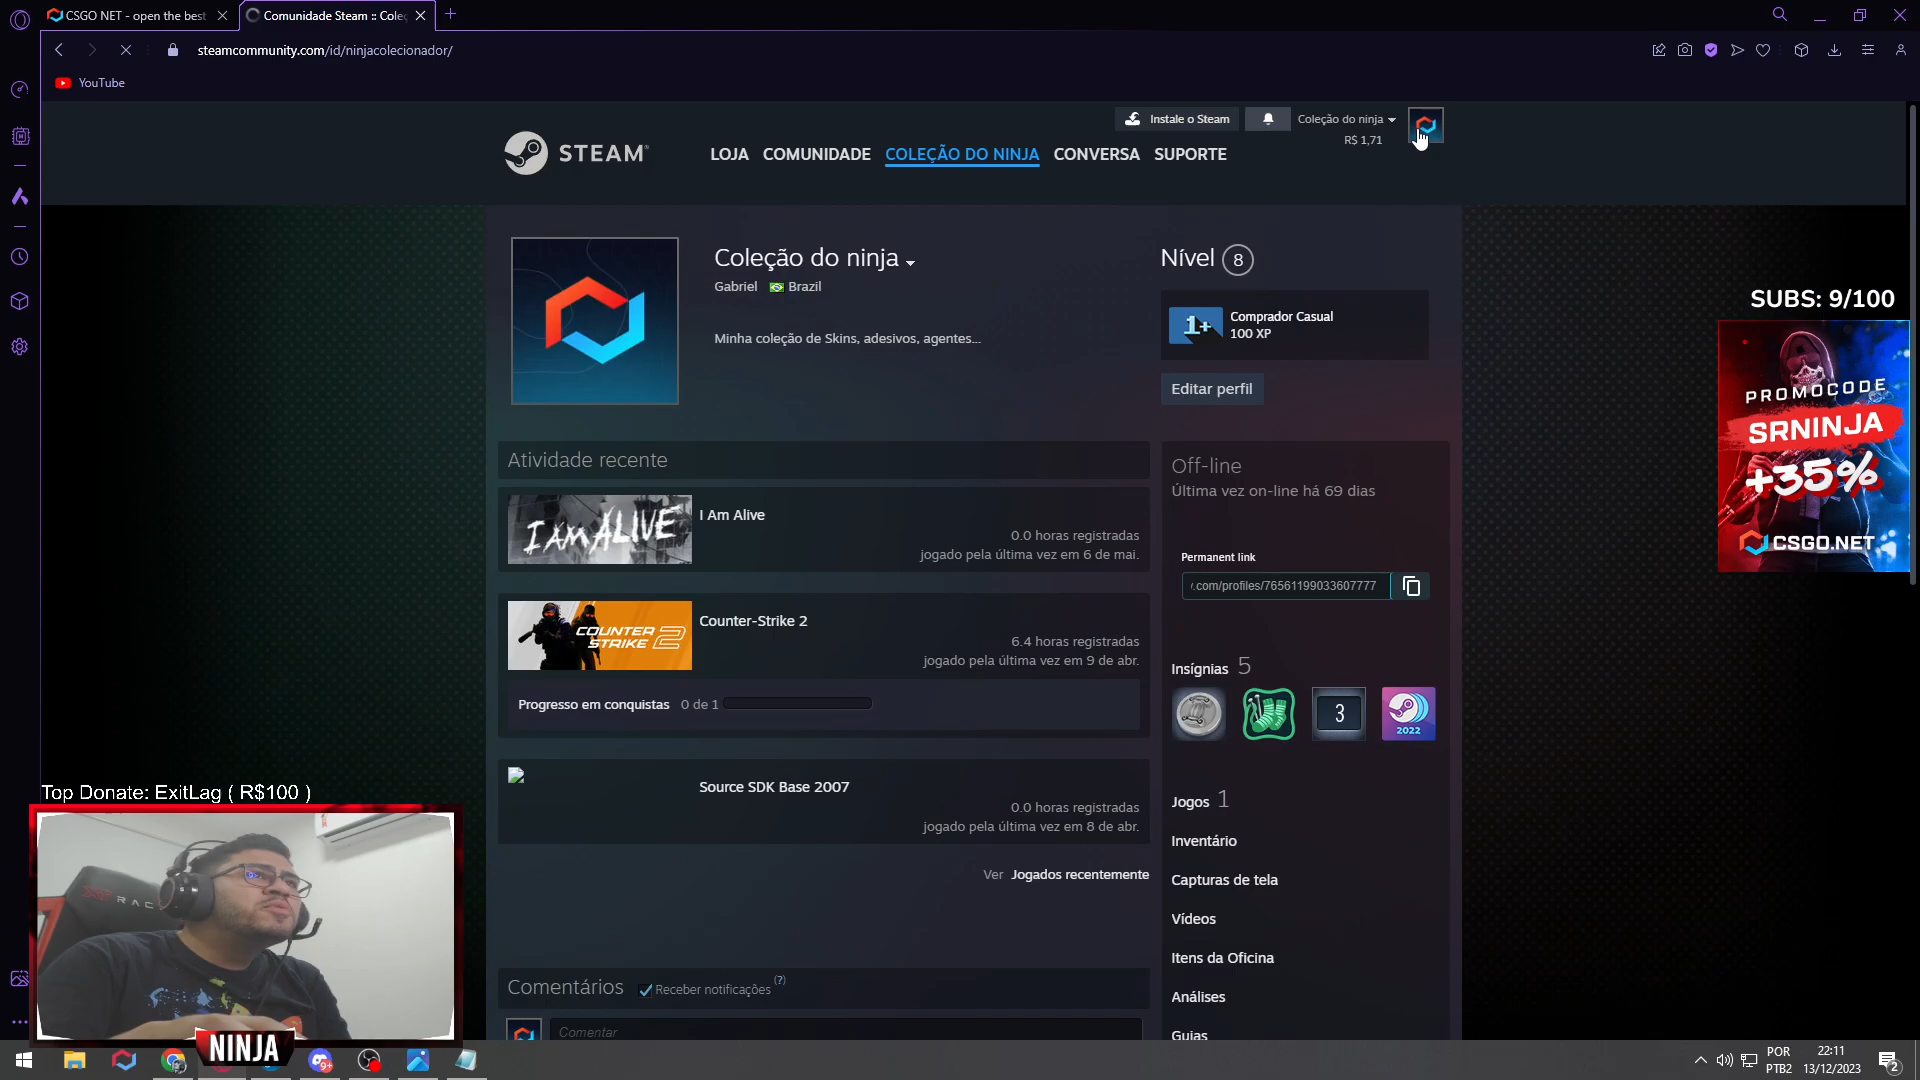 CSGO NET - open the best
Comunidade Steam :: Cole
steamcommunity.com/id/ninjacolecionador/
YouTube
Instale o Steam
Coleção do ninja
R$ 1,71
STEAM
LOJA COMUNIDADE COLEÇÃO DO NINJA CONVERSA SUPORTE
Coleção do ninja
Gabriel Brazil
Minha coleção de Skins, adesivos, agentes...
Nível 8
1+
Comprador Casual
100 XP
Editar perfil
SUBS: 9/100
PROMOCODE
SRNINJA
+35%
CSGO.NET
Atividade recente
I AM ALIVE
I Am Alive
0.0 horas registradas
jogado pela última vez em 6 de mai.
COUNTER
STRIKE 2
Counter-Strike 2
6.4 horas registradas
jogado pela última vez em 9 de abr.
Progresso em conquistas 0 de 1
Source SDK Base 2007
0.0 horas registradas
jogado pela última vez em 8 de abr.
Ver Jogados recentemente
Comentários
Receber notificações (?)
Comentar
Off-line
Última vez on-line há 69 dias
Permanent link
.com/profiles/76561199033607777
Insígnias 5
3
2022
Jogos 1
Inventário
Capturas de tela
Vídeos
Itens da Oficina
Análises
Guias
Top Donate: ExitLag ( R$100 )
NINJA
9+
POR
PTB2
22:11
13/12/2023
2